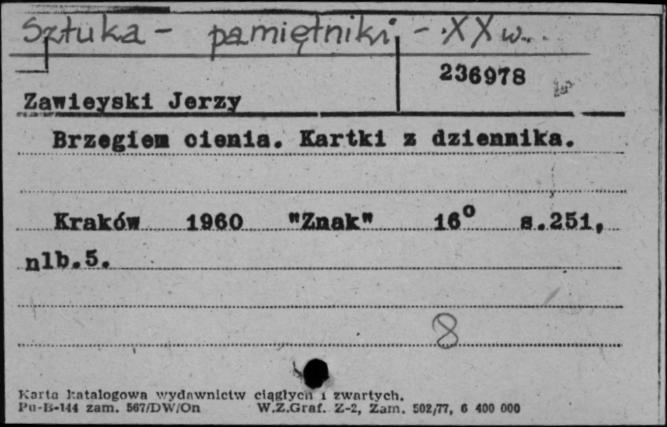 Sztuka - pamiętniki - XX w.
236978
Zawieyski Jerzy
Brzegiem cienia. Kartki z dziennika.
Kraków 1960 "Znak" 16° s.251,
nlb.5.
8
Karta katalogowa wydawnictw ciągłych i zwartych.
Pu-B-144 zam. 567/DW/On W.Z.Graf. Z-2, Zam. 502/77, 6 400 000